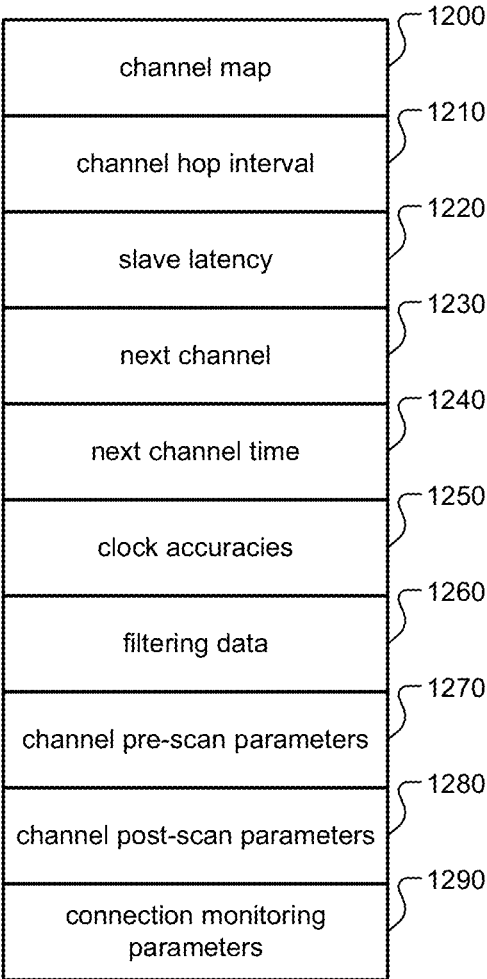 1200
channel map
1210
channel hop interval
1220
slave latency
1230
next channel
1240
next channel time
1250
clock accuracies
1260
filtering data
1270
channel pre-scan parameters
1280
channel post-scan parameters
1290
connection monitoring
parameters